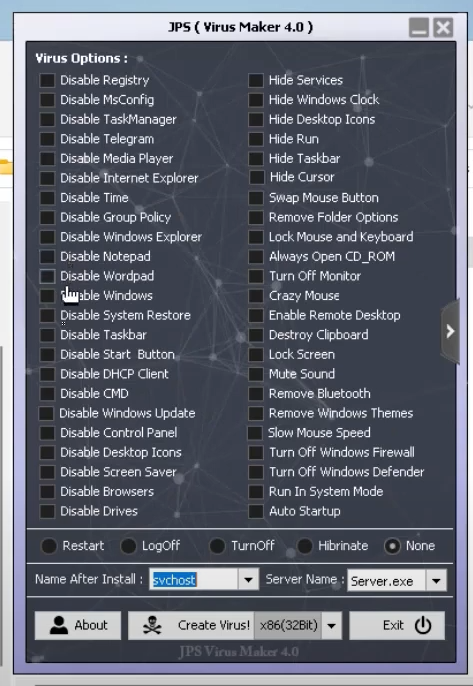 JPS ( Virus Maker 4.0 )
Virus Options :
Disable Registry
Disable MsConfig
Disable TaskManager
Disable Telegram
Disable Media Player
Disable Internet Explorer
Disable Time
Disable Group Policy
Disable Windows Explorer
Disable Notepad
Disable Wordpad
Disable Windows
Disable System Restore
Disable Taskbar
Disable Start Button
Disable DHCP Client
Disable CMD
Disable Windows Update
Disable Control Panel
Disable Desktop Icons
Disable Screen Saver
Disable Browsers
Disable Drives
Hide Services
Hide Windows Clock
Hide Desktop Icons
Hide Run
Hide Taskbar
Hide Cursor
Swap Mouse Button
Remove Folder Options
Lock Mouse and Keyboard
Always Open CD_ROM
Turn Off Monitor
Crazy Mouse
Enable Remote Desktop
Destroy Clipboard
Lock Screen
Mute Sound
Remove Bluetooth
Remove Windows Themes
Slow Mouse Speed
Turn Off Windows Firewall
Turn Off Windows Defender
Run In System Mode
Auto Startup
Restart LogOff TurnOff Hibrinate None
Name After Install : svchost Server Name : Server.exe
About Create Virus! x86(32Bit) Exit
JPS Virus Maker 4.0